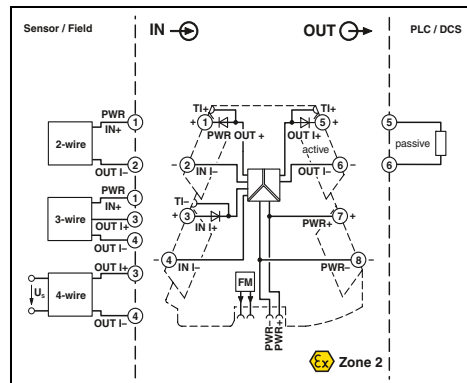 Sensor / Field
IN
OUT
PLC / DCS
PWR
IN+
1
2-wire
OUT I–
2
PWR
IN+
1
3-wire
OUT I+
3
OUT I–
4
OUT I+
3
Us
4-wire
OUT I–
4
TI+
+
1
PWR OUT +
–
2
IN I–
TI–
+
3
IN I+
–
4
IN I–
TI+
5
+
OUT I+
active
6
–
OUT I–
7
+
PWR+
8
–
PWR–
FM
PWR–
PWR+
5
passive
6
Ex
Zone 2